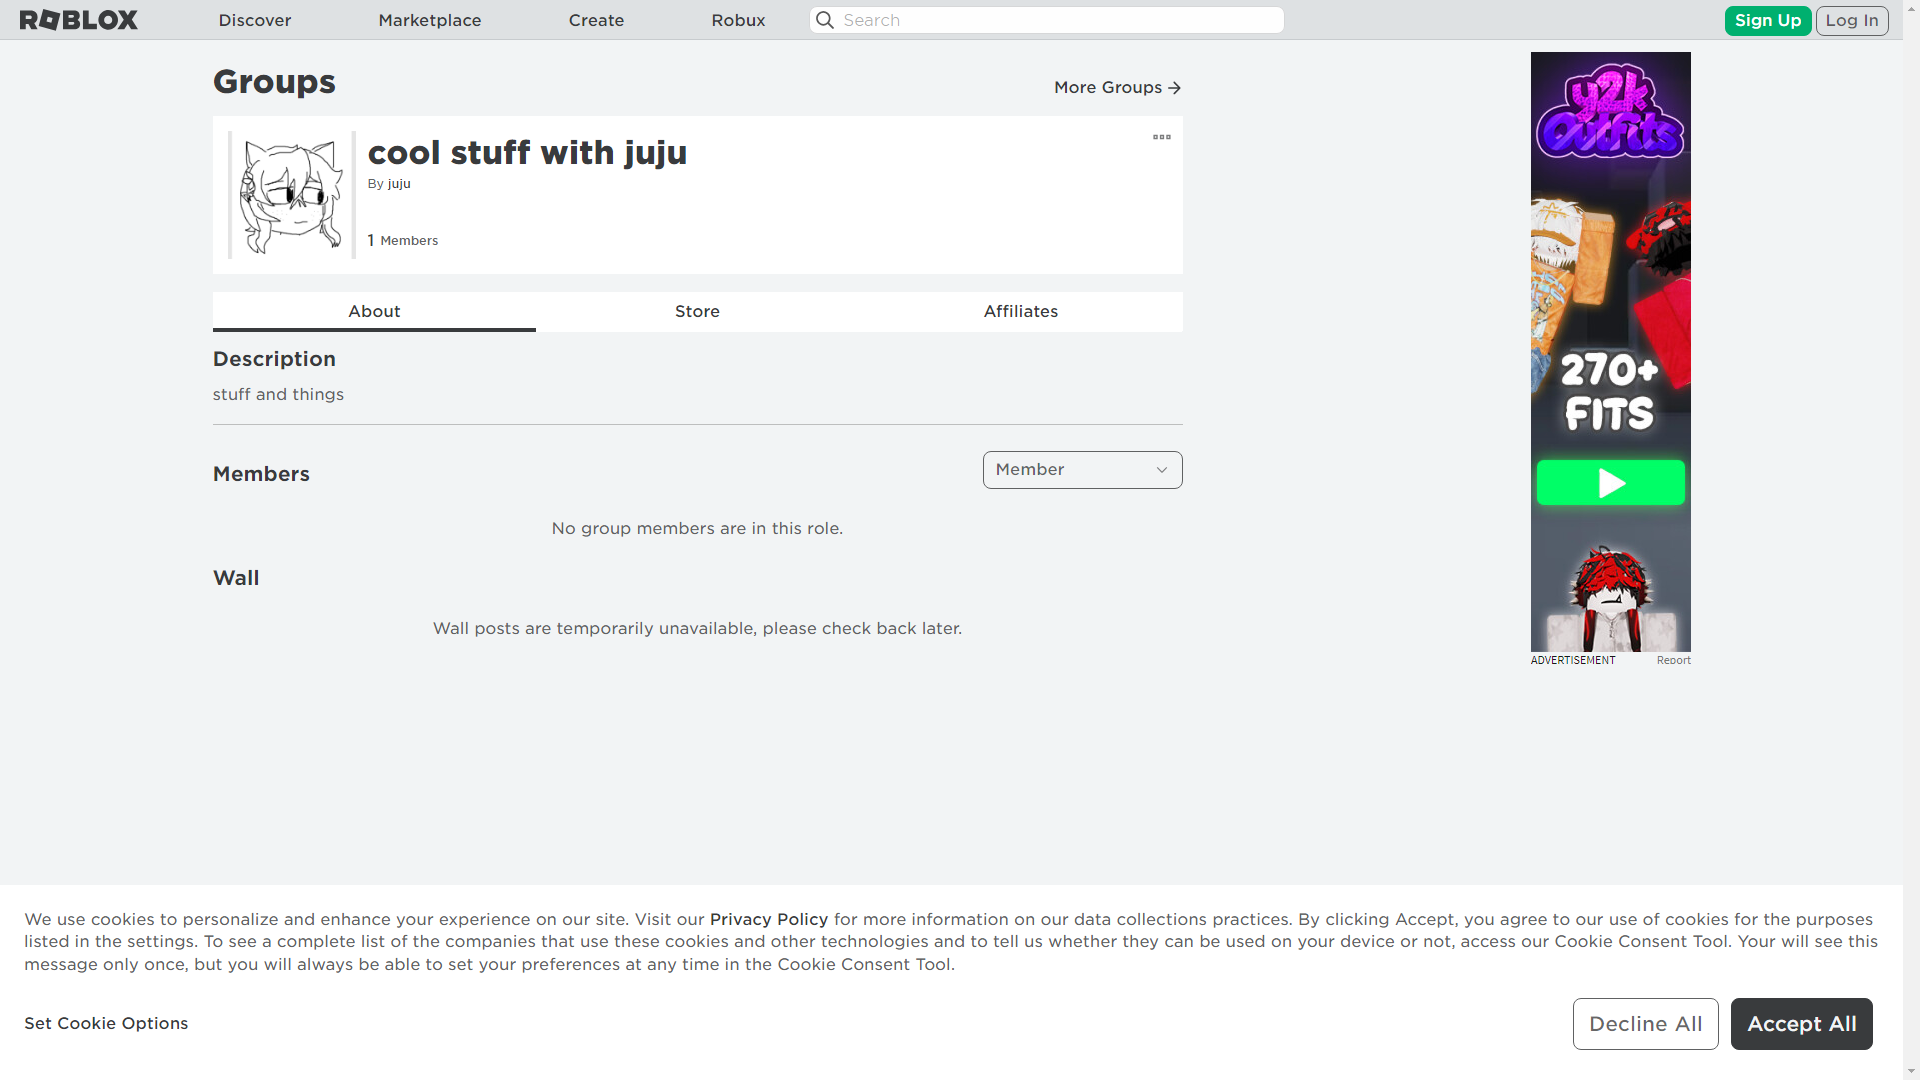 ROBLOX
Discover
Marketplace
Create
Robux
Search
Sign Up
Log In
Groups
More Groups
cool stuff with juju
By juju
1 Members
About
Store
Affiliates
Description
stuff and things
Members
Member
No group members are in this role.
Wall
Wall posts are temporarily unavailable, please check back later.
y2k
Outfits
270+
FITS
ADVERTISEMENT
Report
We use cookies to personalize and enhance your experience on our site. Visit our Privacy Policy for more information on our data collections practices. By clicking Accept, you agree to our use of cookies for the purposes
listed in the settings. To see a complete list of the companies that use these cookies and other technologies and to tell us whether they can be used on your device or not, access our Cookie Consent Tool. Your will see this
message only once, but you will always be able to set your preferences at any time in the Cookie Consent Tool.
Set Cookie Options
Decline All
Accept All